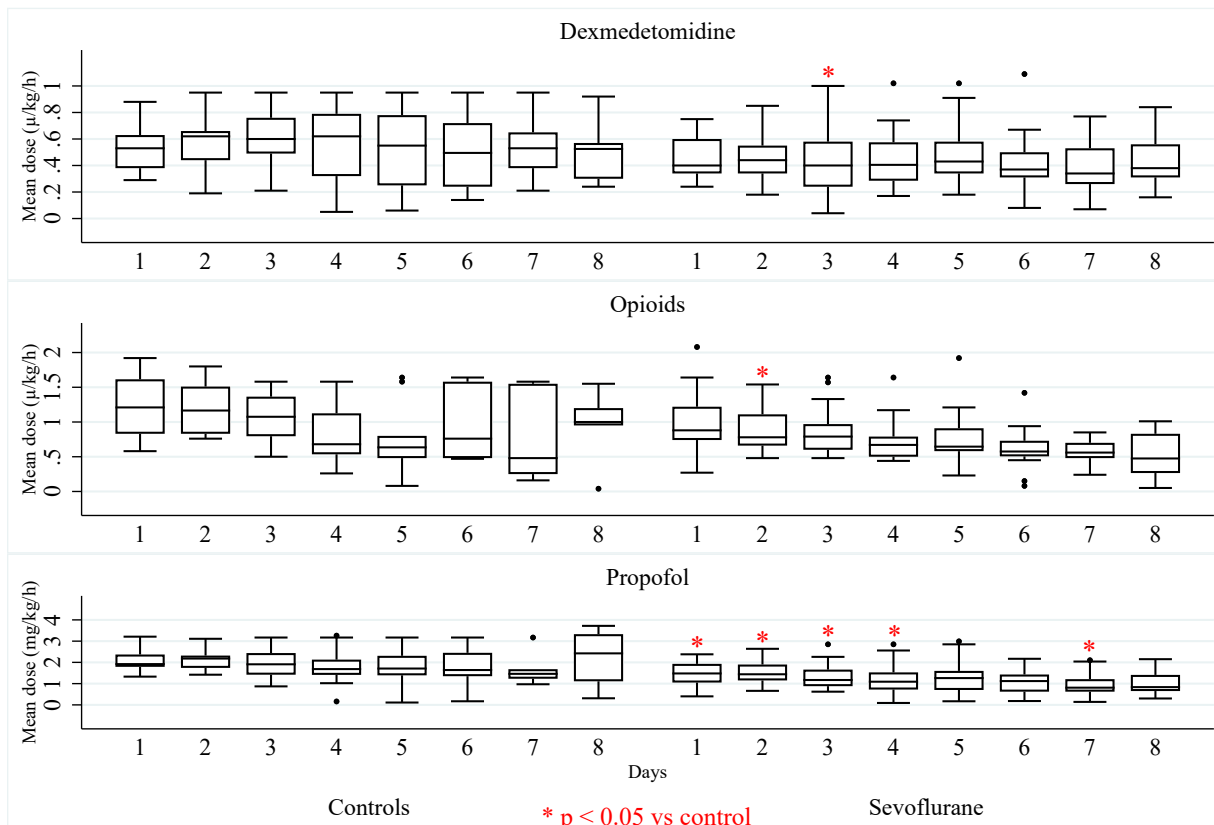 Dexmedetomidine
Mean dose (μ/kg/h)
0 .2 .4 .6 .8 1
*
1 2 3 4 5 6 7 8 1 2 3 4 5 6 7 8
Opioids
Mean dose (μ/kg/h)
0 .5 1 1.5 2
*
1 2 3 4 5 6 7 8 1 2 3 4 5 6 7 8
Propofol
Mean dose (mg/kg/h)
0 1 2 3 4
* * * * *
1 2 3 4 5 6 7 8 1 2 3 4 5 6 7 8
Days
Controls * p < 0.05 vs control Sevoflurane